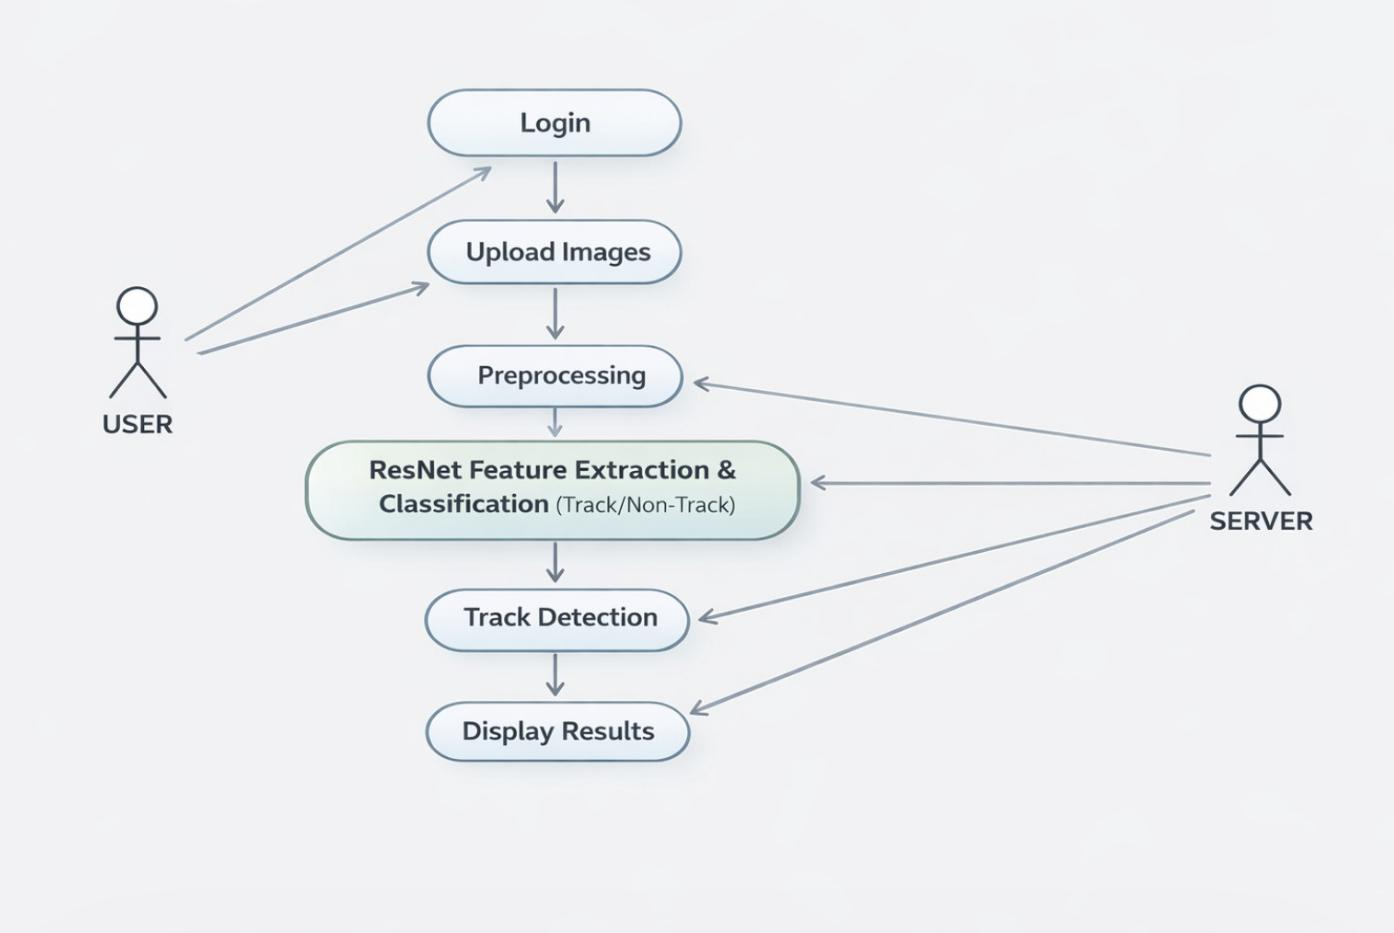 Login
Upload Images
Preprocessing
USER
ResNet Feature Extraction &
Classification (Track/Non-Track)
SERVER
Track Detection
Display Results